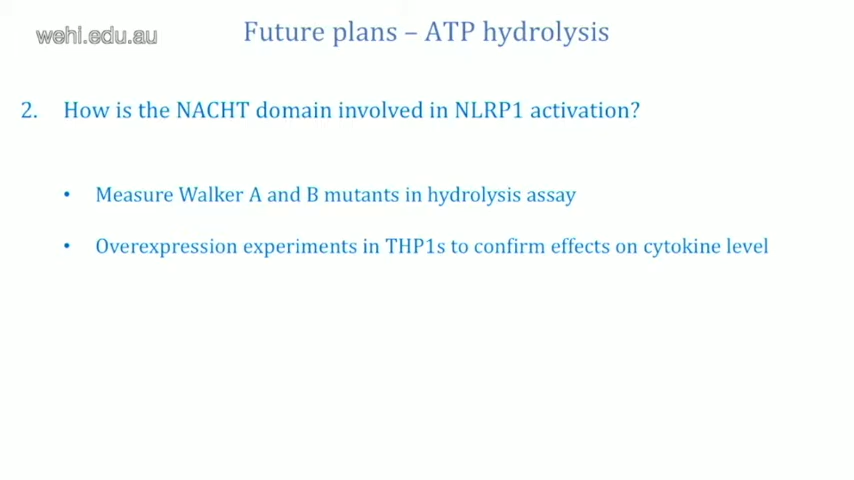 wehi.edu.au
Future plans – ATP hydrolysis
2. How is the NACHT domain involved in NLRP1 activation?
• Measure Walker A and B mutants in hydrolysis assay
• Overexpression experiments in THP1s to confirm effects on cytokine level